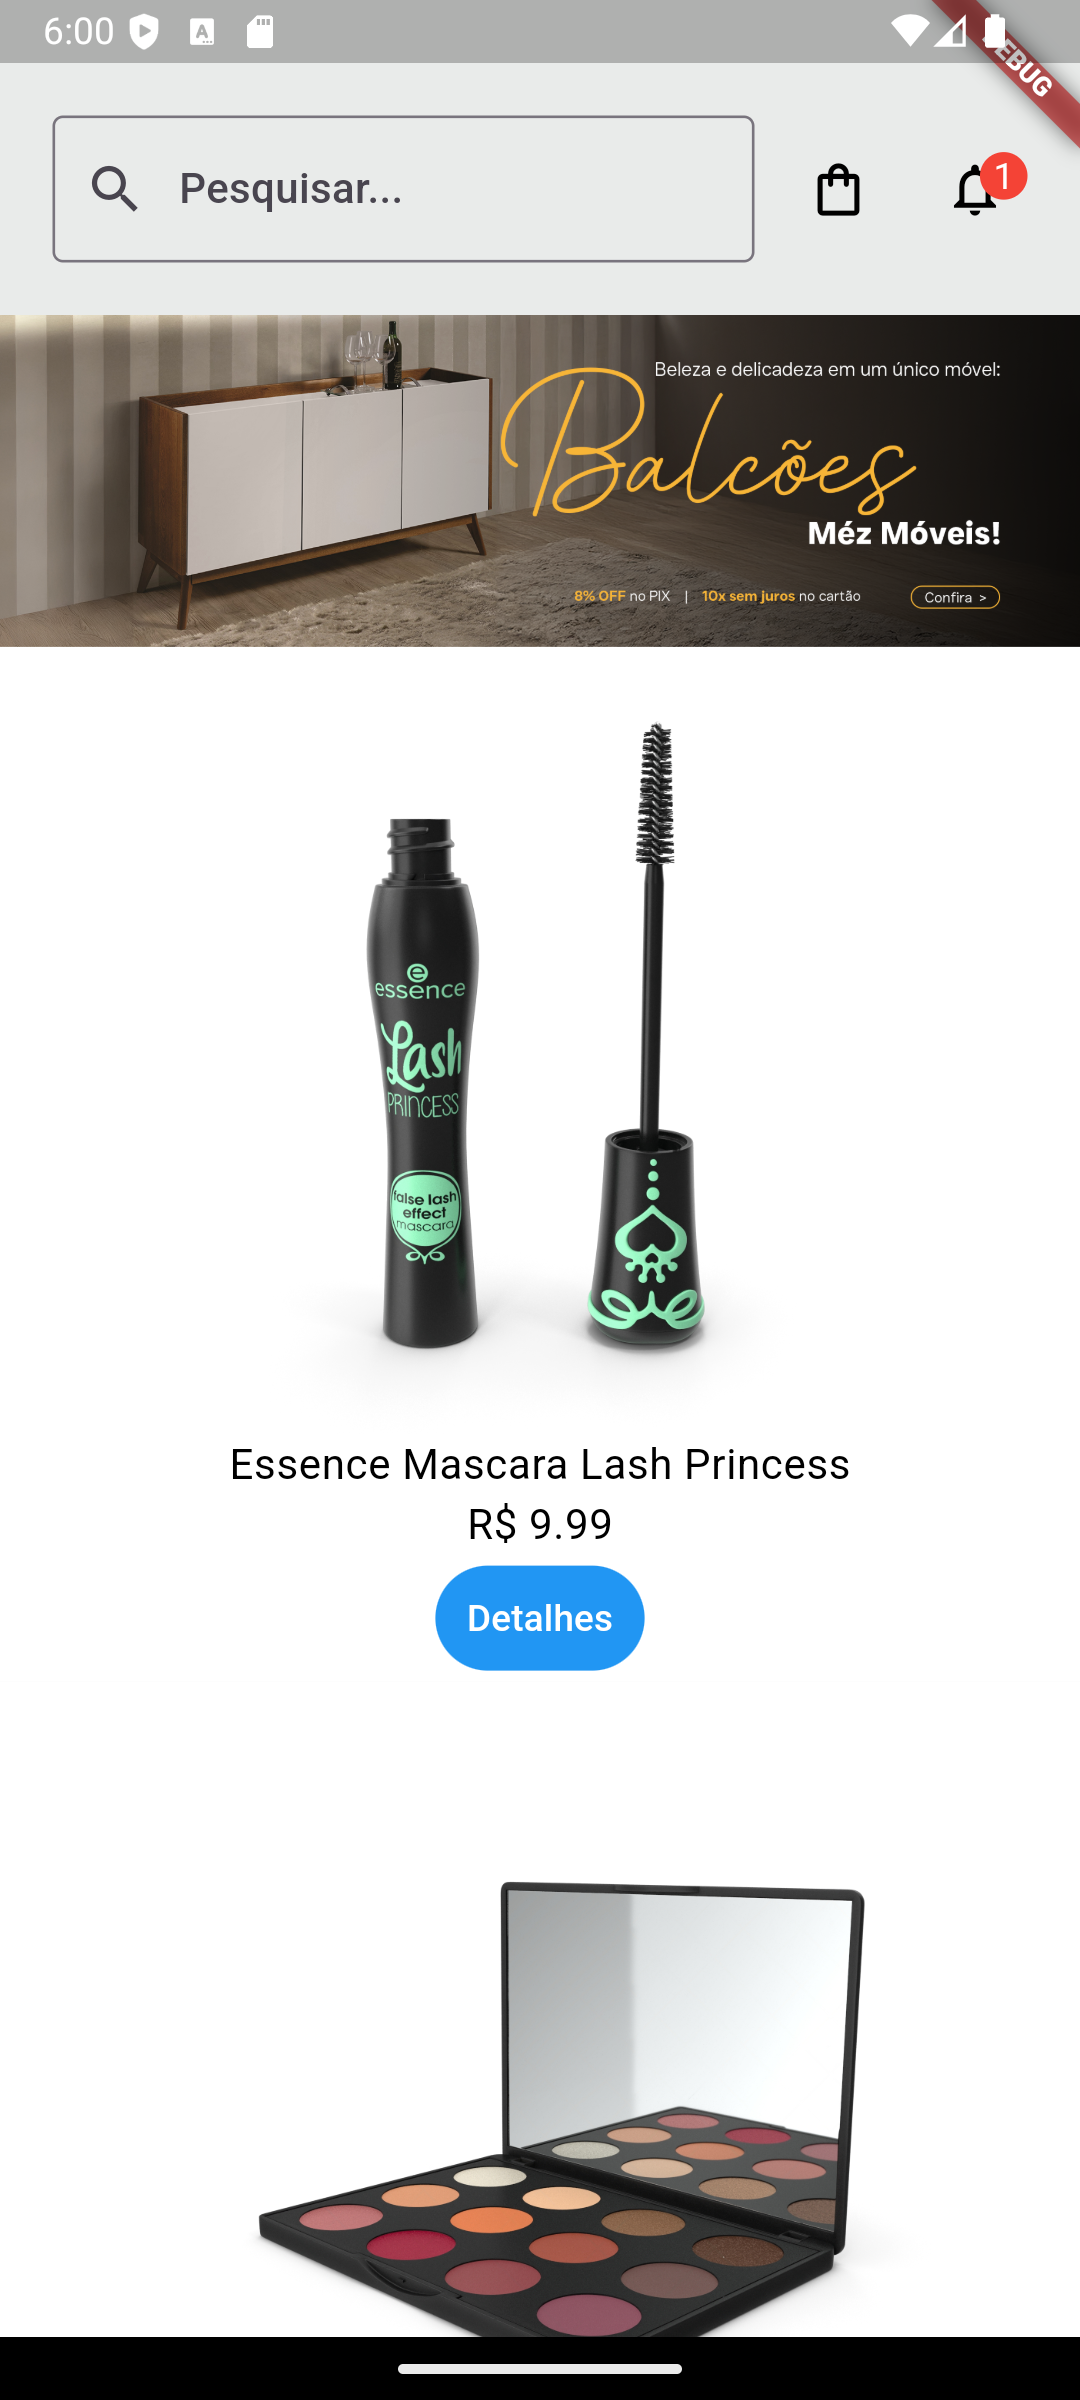 6:00
DEBUG
Pesquisar...
1
Beleza e delicadeza em um único móvel:
Balcões
Méz Móveis!
8% OFF no PIX | 10x sem juros no cartão
Confira >
essence
Lash
PRINCESS
false lash
effect
mascara
Essence Mascara Lash Princess
R$ 9.99
Detalhes